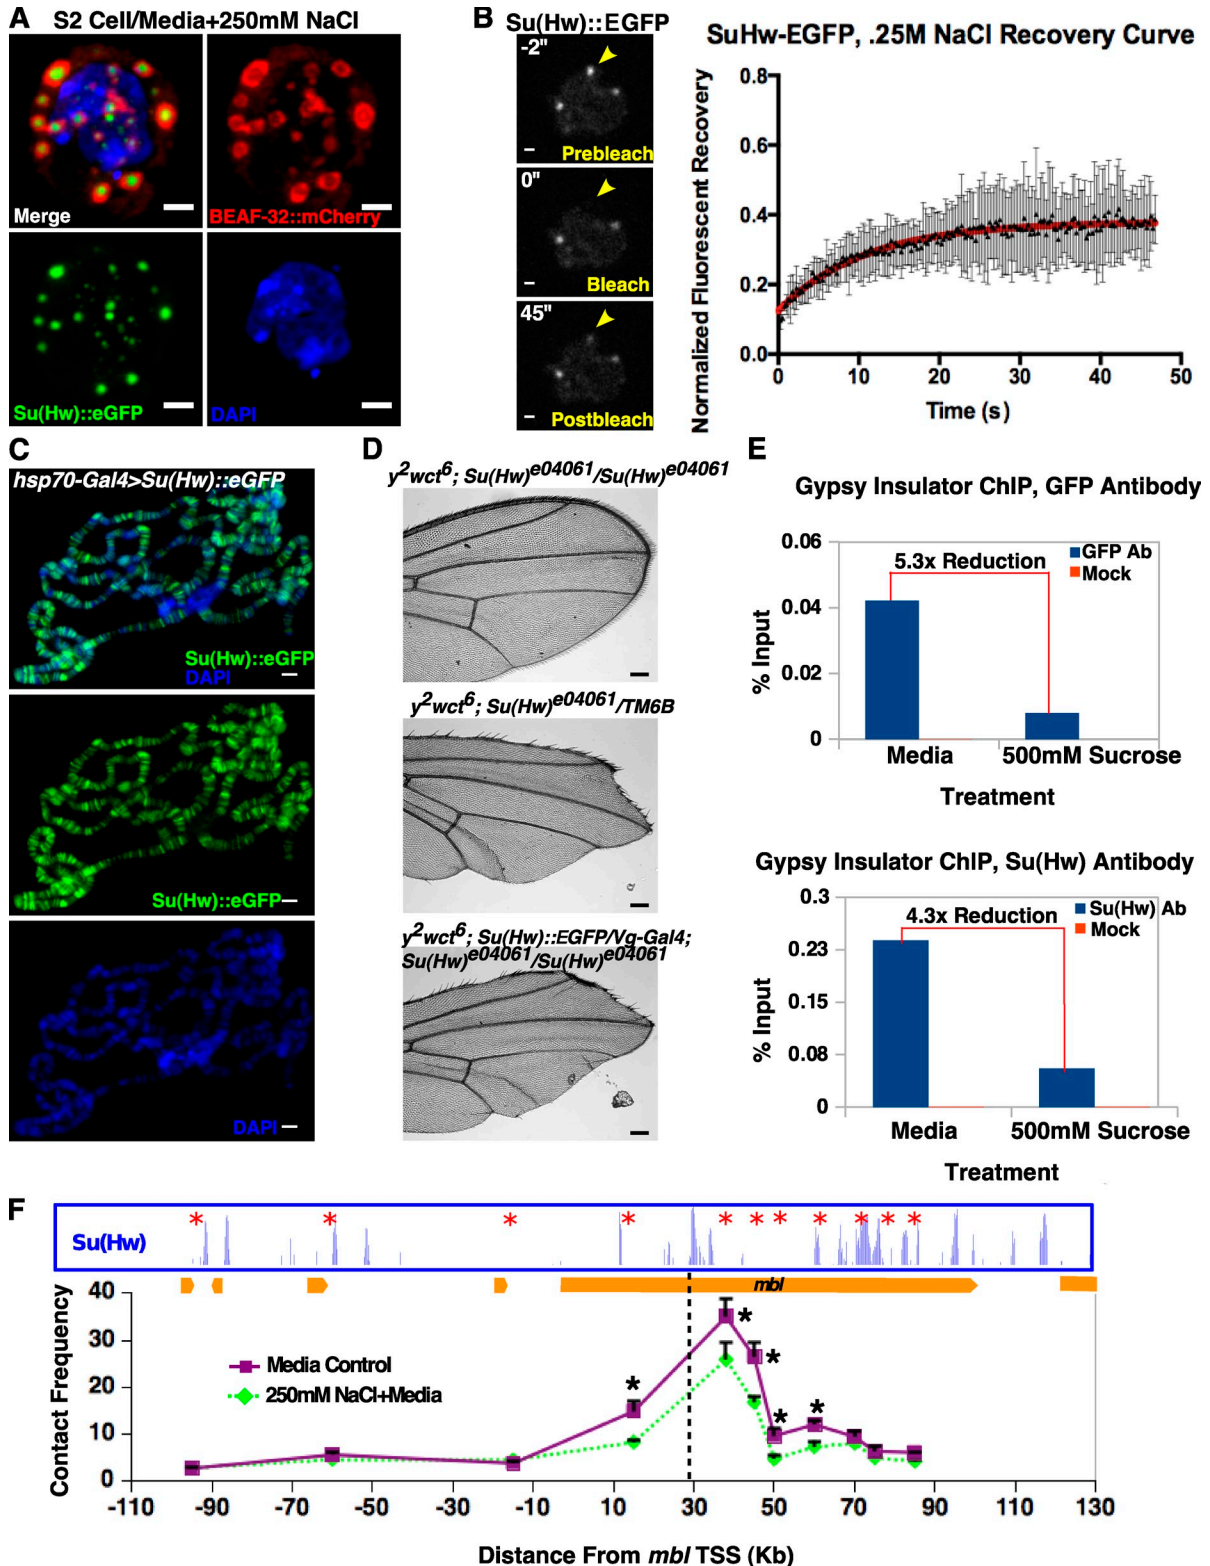 A
S2 Cell/Media+250mM NaCl
Merge
BEAF-32::mCherry
Su(Hw)::eGFP
DAPI
B
Su(Hw)::EGFP
-2"
Prebleach
0"
Bleach
45"
Postbleach
SuHw-EGFP, .25M NaCl Recovery Curve
Normalized Fluorescent Recovery
0.8
0.6
0.4
0.2
0.0
0 10 20 30 40 50
Time (s)
C
hsp70-Gal4>Su(Hw)::eGFP
Su(Hw)::eGFP
DAPI
Su(Hw)::eGFP
DAPI
D
y2wct6; Su(Hw)e04061/Su(Hw)e04061
y2wct6; Su(Hw)e04061/TM6B
y2wct6; Su(Hw)::EGFP/Vg-Gal4;
Su(Hw)e04061/Su(Hw)e04061
E
Gypsy Insulator ChIP, GFP Antibody
% Input
0.06
0.04
0.02
0
5.3x Reduction
GFP Ab
Mock
Media 500mM Sucrose
Treatment
Gypsy Insulator ChIP, Su(Hw) Antibody
% Input
0.3
0.23
0.15
0.08
0
4.3x Reduction
Su(Hw) Ab
Mock
Media 500mM Sucrose
Treatment
F
Su(Hw)
* * * * * * * * * * *
mbl
Contact Frequency
40
30
20
10
0
Media Control
250mM NaCl+Media
* * * * *
-110 -90 -70 -50 -30 -10 10 30 50 70 90 110 130
Distance From mbl TSS (Kb)